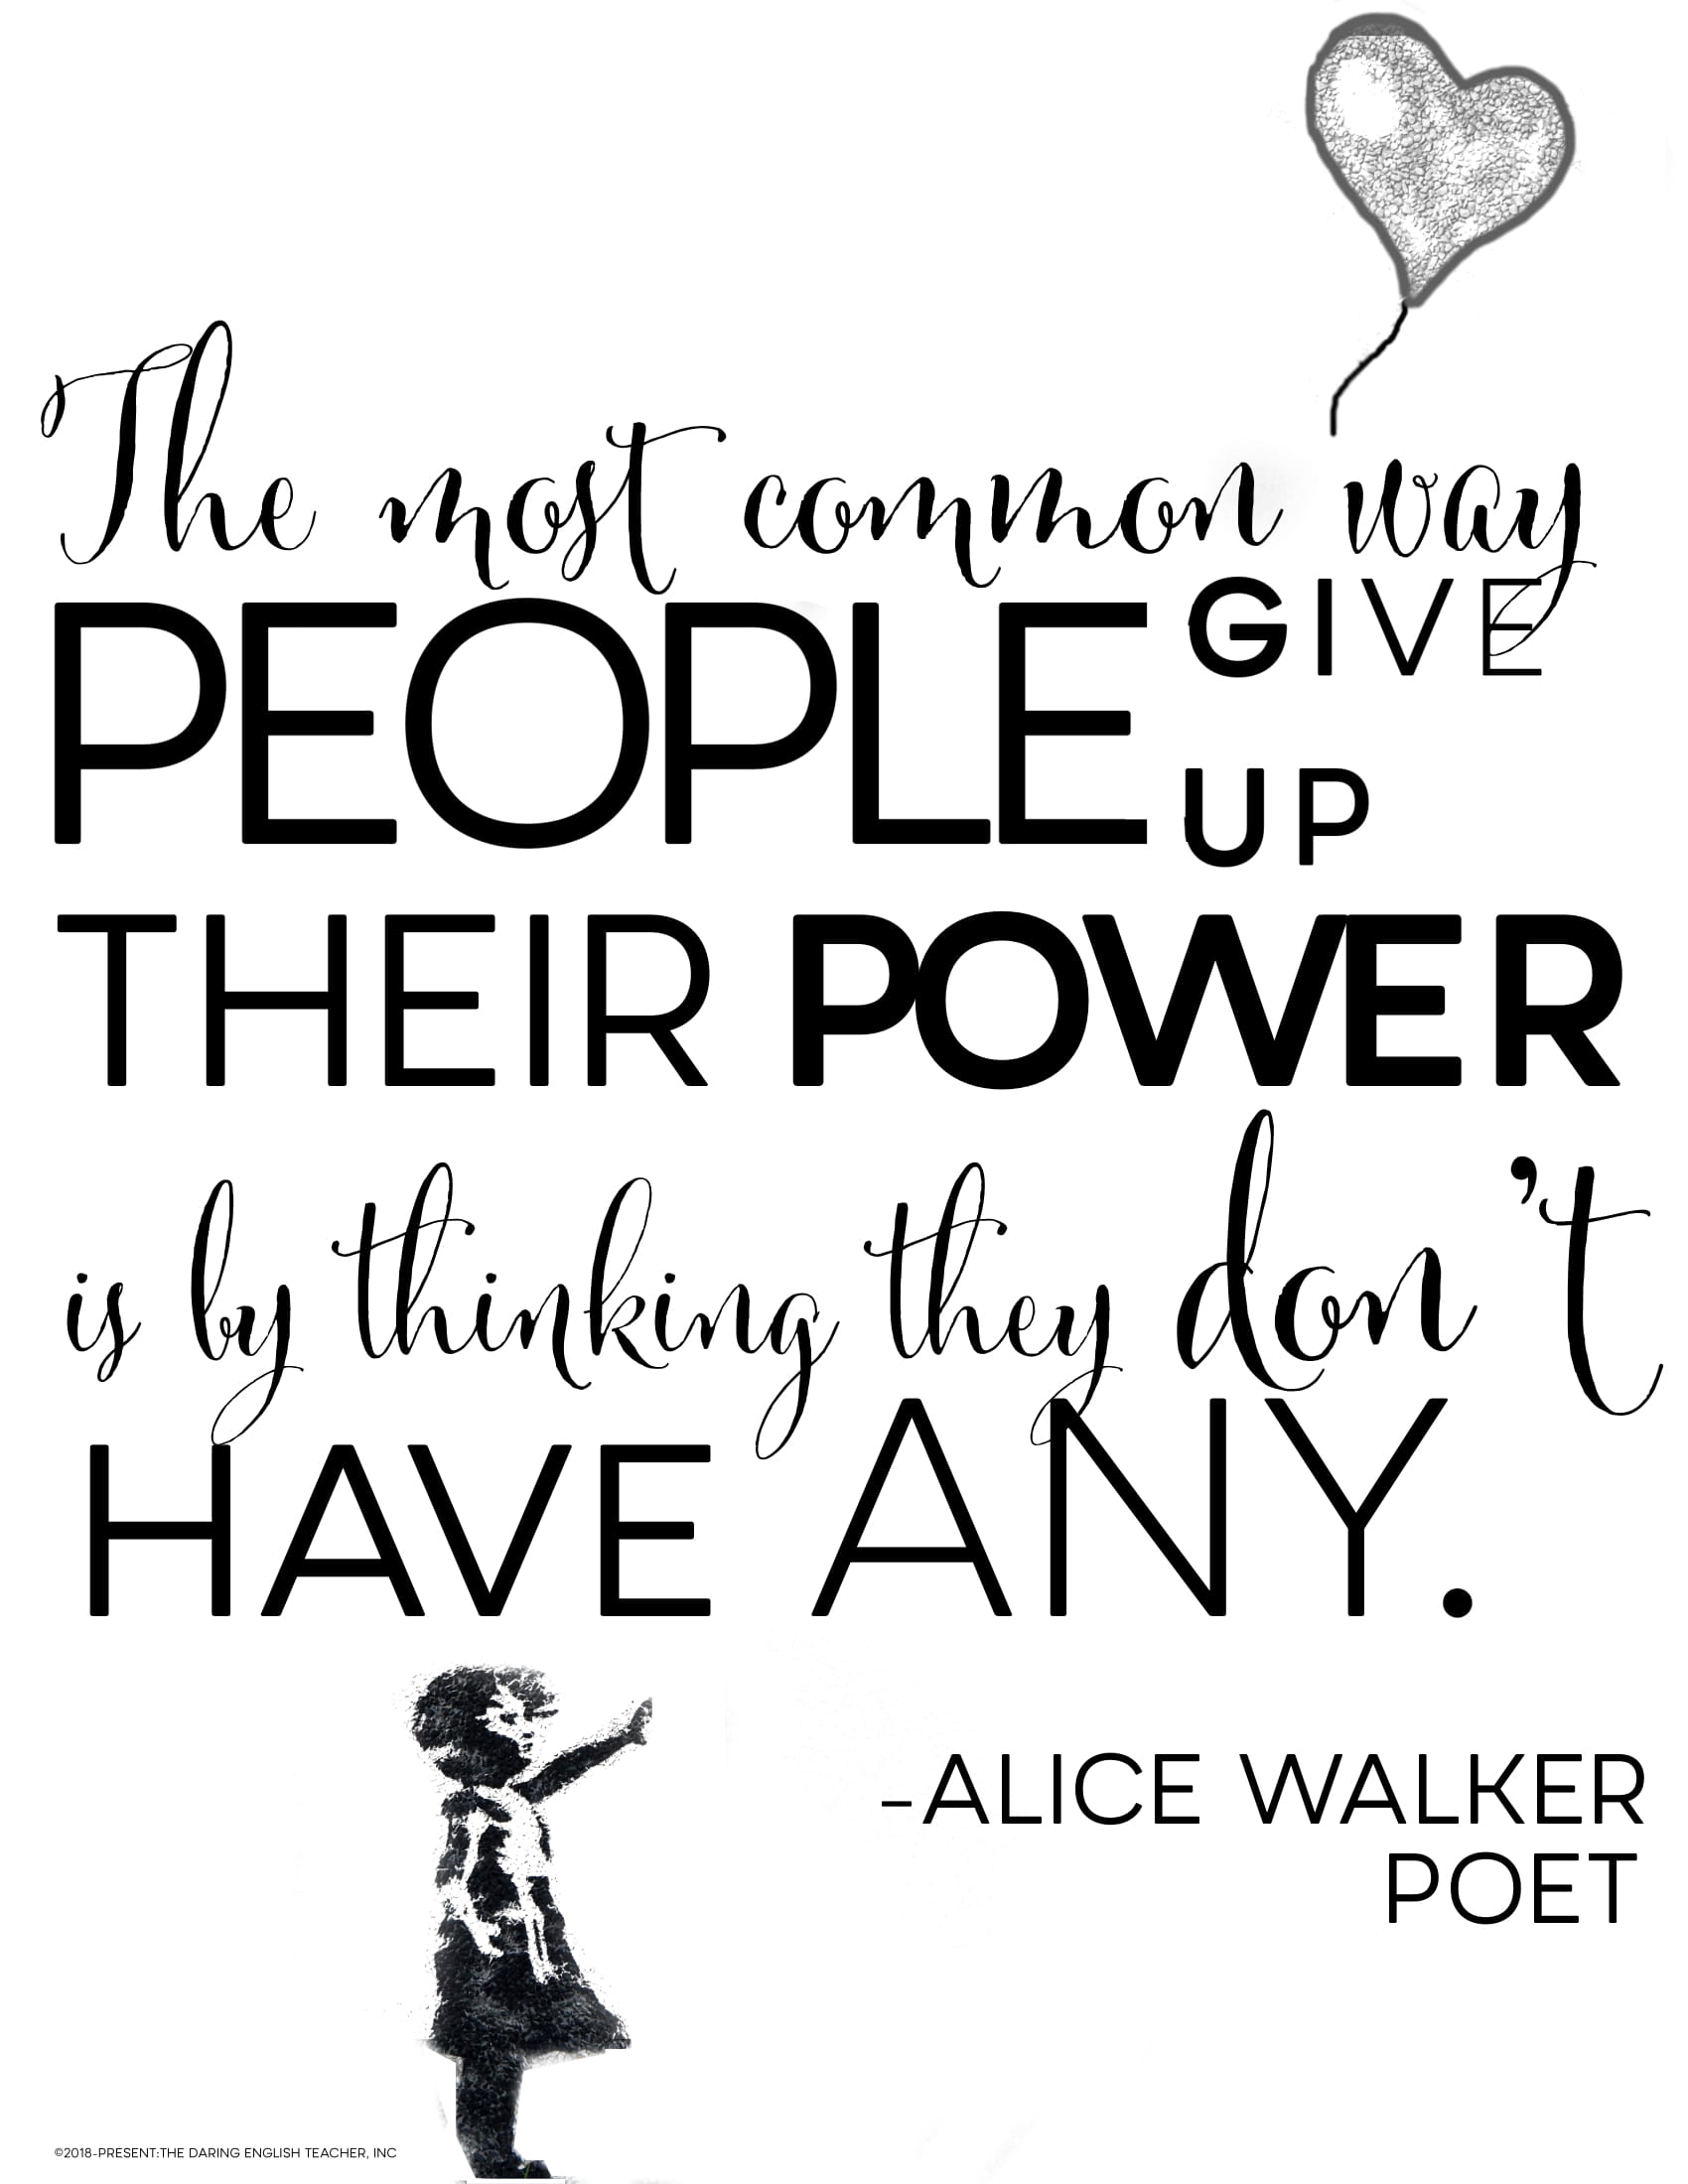 The most common way
PEOPLE GIVE
UP
THEIR POWER
is by thinking they don't
HAVE ANY.
-ALICE WALKER
POET
©2018-PRESENT:THE DARING ENGLISH TEACHER, INC